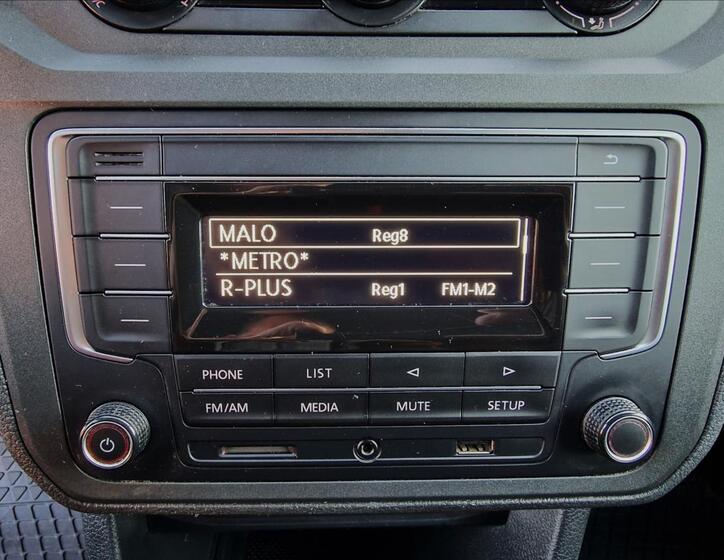 MALO Reg8
*METRO*
R-PLUS Reg1 FM1-M2
PHONE LIST
FM/AM MEDIA MUTE SETUP